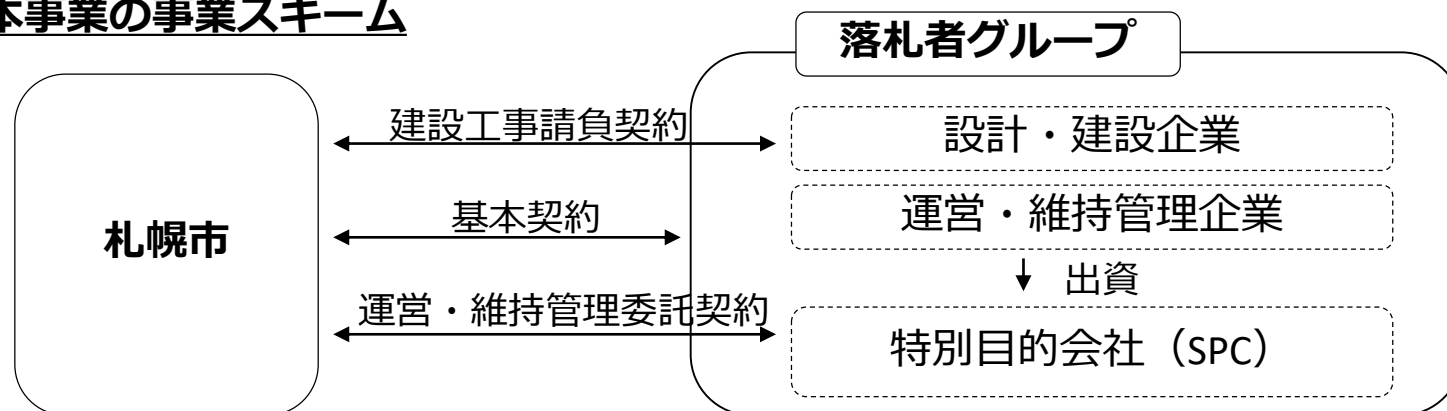 本事業の事業スキーム
落札者グループ
建設工事請負契約
設計・建設企業
運営・維持管理企業
札幌市
基本契約
出資
運営・維持管理委託契約
特別目的会社（SPC）